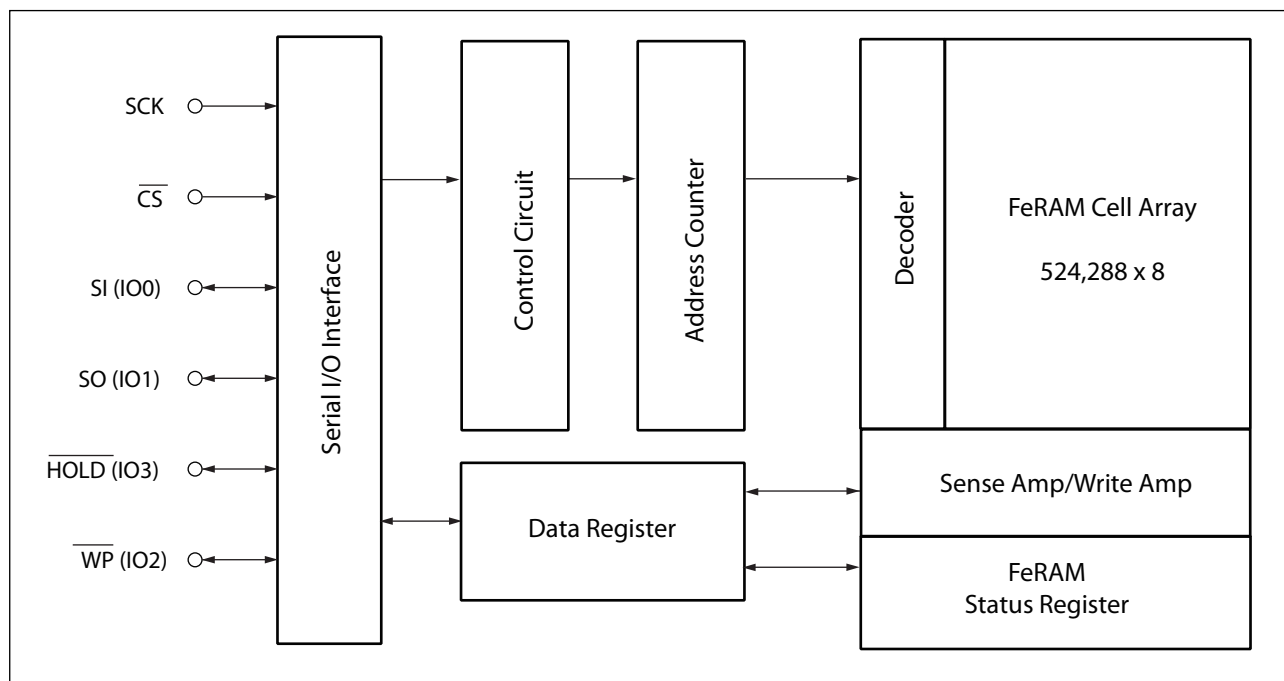 SCK
CS
SI (IO0)
SO (IO1)
HOLD (IO3)
WP (IO2)
Serial I/O Interface
Control Circuit
Address Counter
Data Register
Decoder
FeRAM Cell Array
524,288 x 8
Sense Amp/Write Amp
FeRAM
Status Register